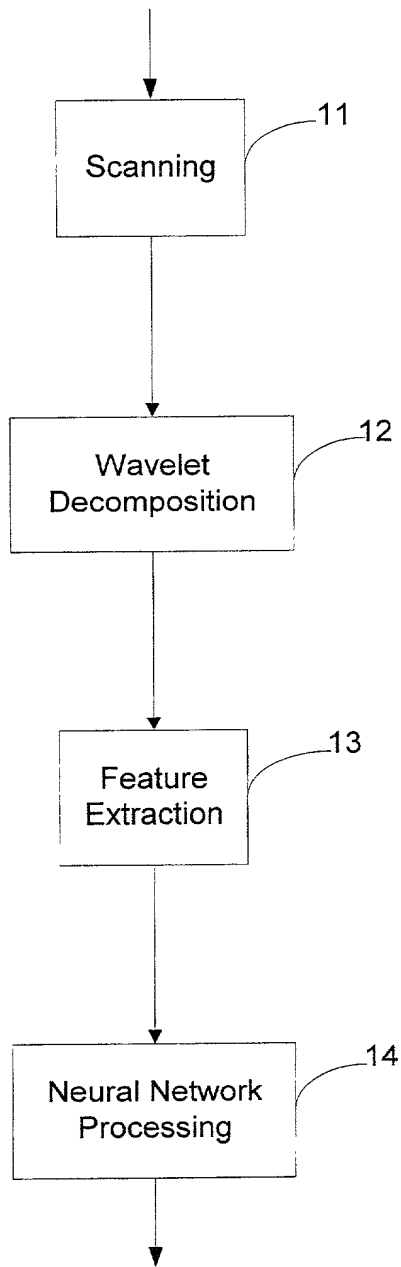 11
Scanning
12
Wavelet
Decomposition
13
Feature
Extraction
14
Neural Network
Processing